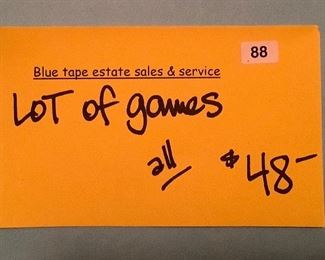 88
Blue tape estate sales & service
LOT of games
all $48-